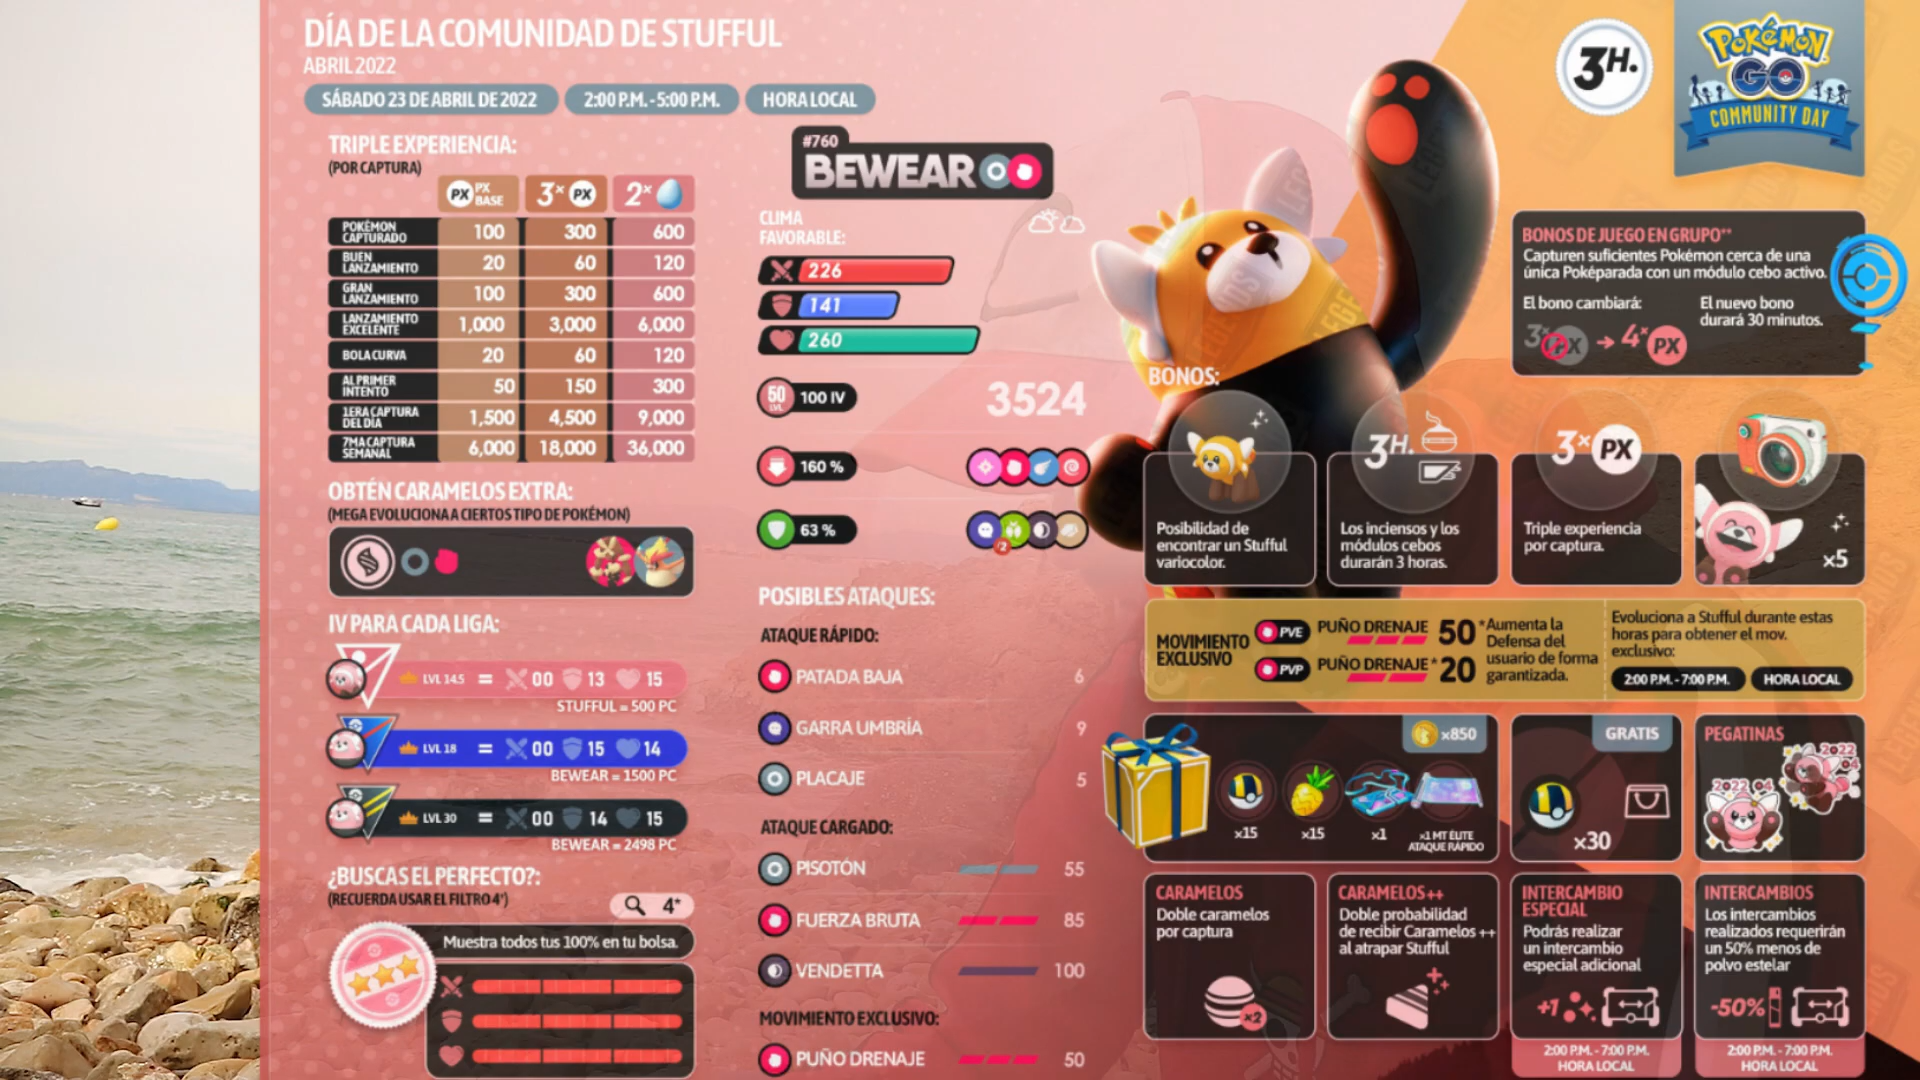 DÍA DE LA COMUNIDAD DE STUFFUL
ABRIL 2022
SÁBADO 23 DE ABRIL DE 2022
2:00 P.M. - 5:00 P.M.
HORA LOCAL
3H.
POKéMON
GO
COMMUNITY DAY
TRIPLE EXPERIENCIA:
(POR CAPTURA)
PX PX BASE
3× PX
2×
POKÉMON CAPTURADO 100 300 600
BUEN LANZAMIENTO 20 60 120
GRAN LANZAMIENTO 100 300 600
LANZAMIENTO EXCELENTE 1,000 3,000 6,000
BOLA CURVA 20 60 120
AL PRIMER INTENTO 50 150 300
1ERA CAPTURA DEL DÍA 1,500 4,500 9,000
7MA CAPTURA SEMANAL 6,000 18,000 36,000
OBTÉN CARAMELOS EXTRA:
(MEGA EVOLUCIONA A CIERTOS TIPO DE POKÉMON)
IV PARA CADA LIGA:
LVL 14.5 = 00 13 15
STUFFUL = 500 PC
LVL 18 = 00 15 14
BEWEAR = 1500 PC
LVL 30 = 00 14 15
BEWEAR = 2498 PC
¿BUSCAS EL PERFECTO?:
(RECUERDA USAR EL FILTRO 4*)
4*
Muestra todos tus 100% en tu bolsa.
#760
BEWEAR
CLIMA
FAVORABLE:
226
141
260
50 LVL 100 IV
3524
160 %
63 %
/2
POSIBLES ATAQUES:
ATAQUE RÁPIDO:
PATADA BAJA 6
GARRA UMBRÍA 9
PLACAJE 5
ATAQUE CARGADO:
PISOTÓN 55
FUERZA BRUTA 85
VENDETTA 100
MOVIMIENTO EXCLUSIVO:
PUÑO DRENAJE 50
BONOS DE JUEGO EN GRUPO**
Capturen suficientes Pokémon cerca de una
única Poképarada con un módulo cebo activo.
El bono cambiará:
3× PX → 4× PX
El nuevo bono
durará 30 minutos.
BONOS:
Posibilidad de
encontrar un Stufful
variocolor.
3H.
Los inciensos y los
módulos cebos
durarán 3 horas.
3× PX
Triple experiencia
por captura.
x5
MOVIMIENTO
EXCLUSIVO
PVE PUÑO DRENAJE 50
PVP PUÑO DRENAJE* 20
*Aumenta la
Defensa del
usuario de forma
garantizada.
Evoluciona a Stufful durante estas
horas para obtener el mov.
exclusivo:
2:00 P.M. - 7:00 P.M.
HORA LOCAL
x850
x15
x15
x1
x1 MT ÉLITE
ATAQUE RÁPIDO
GRATIS
x30
PEGATINAS
2022 04
2022 04
CARAMELOS
Doble caramelos
por captura
x2
CARAMELOS++
Doble probabilidad
de recibir Caramelos ++
al atrapar Stufful
INTERCAMBIO
ESPECIAL
Podrás realizar
un intercambio
especial adicional
+1
2:00 P.M. - 7:00 P.M.
HORA LOCAL
INTERCAMBIOS
Los intercambios
realizados requerirán
un 50% menos de
polvo estelar
-50%
2:00 P.M. - 7:00 P.M.
HORA LOCAL